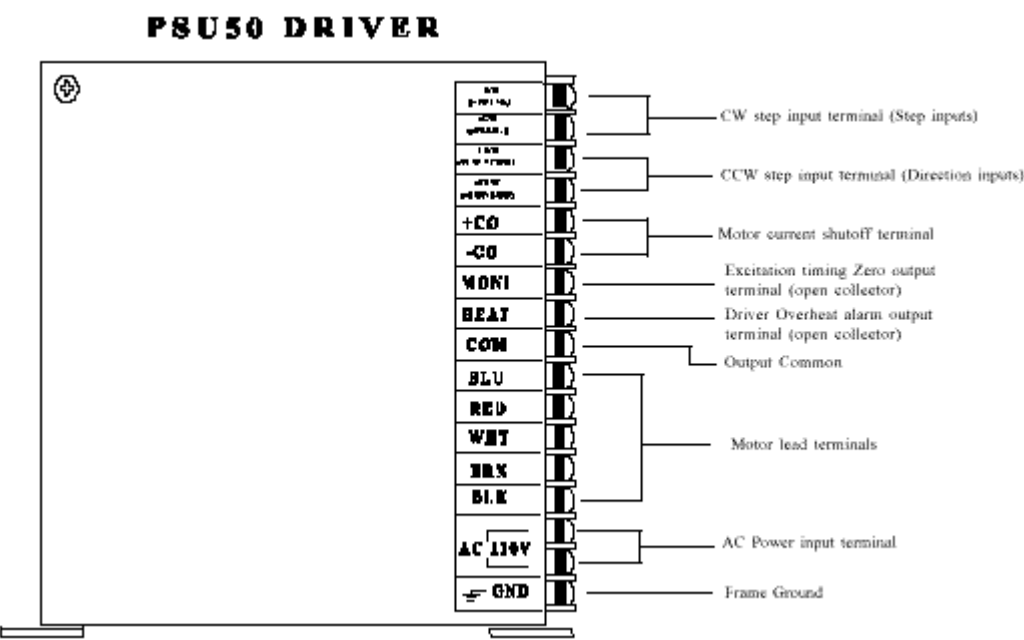 PSU50 DRIVER
CW step input terminal (Step inputs)
CCW step input terminal (Direction inputs)
+CO
Motor current shutoff terminal
-CO
MONI
Excitation timing Zero output
terminal (open collector)
HEAT
Driver Overheat alarm output
terminal (open collector)
COM
Output Common
BLU
RED
WHT
Motor lead terminals
BLK
AC 110V
AC Power input terminal
GND
Frame Ground